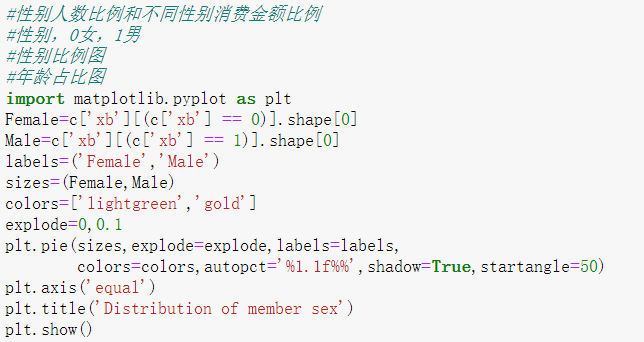 #性别人数比例和不同性别消费金额比例
#性别，0女，1男
#性别比例图
#年龄占比图
import matplotlib.pyplot as plt
Female=c['xb'][(c['xb'] == 0)].shape[0]
Male=c['xb'][(c['xb'] == 1)].shape[0]
labels=('Female','Male')
sizes=(Female,Male)
colors=['lightgreen','gold']
explode=0,0.1
plt.pie(sizes,explode=explode,labels=labels,
        colors=colors,autopct='%1.1f%%',shadow=True,startangle=50)
plt.axis('equal')
plt.title('Distribution of member sex')
plt.show()